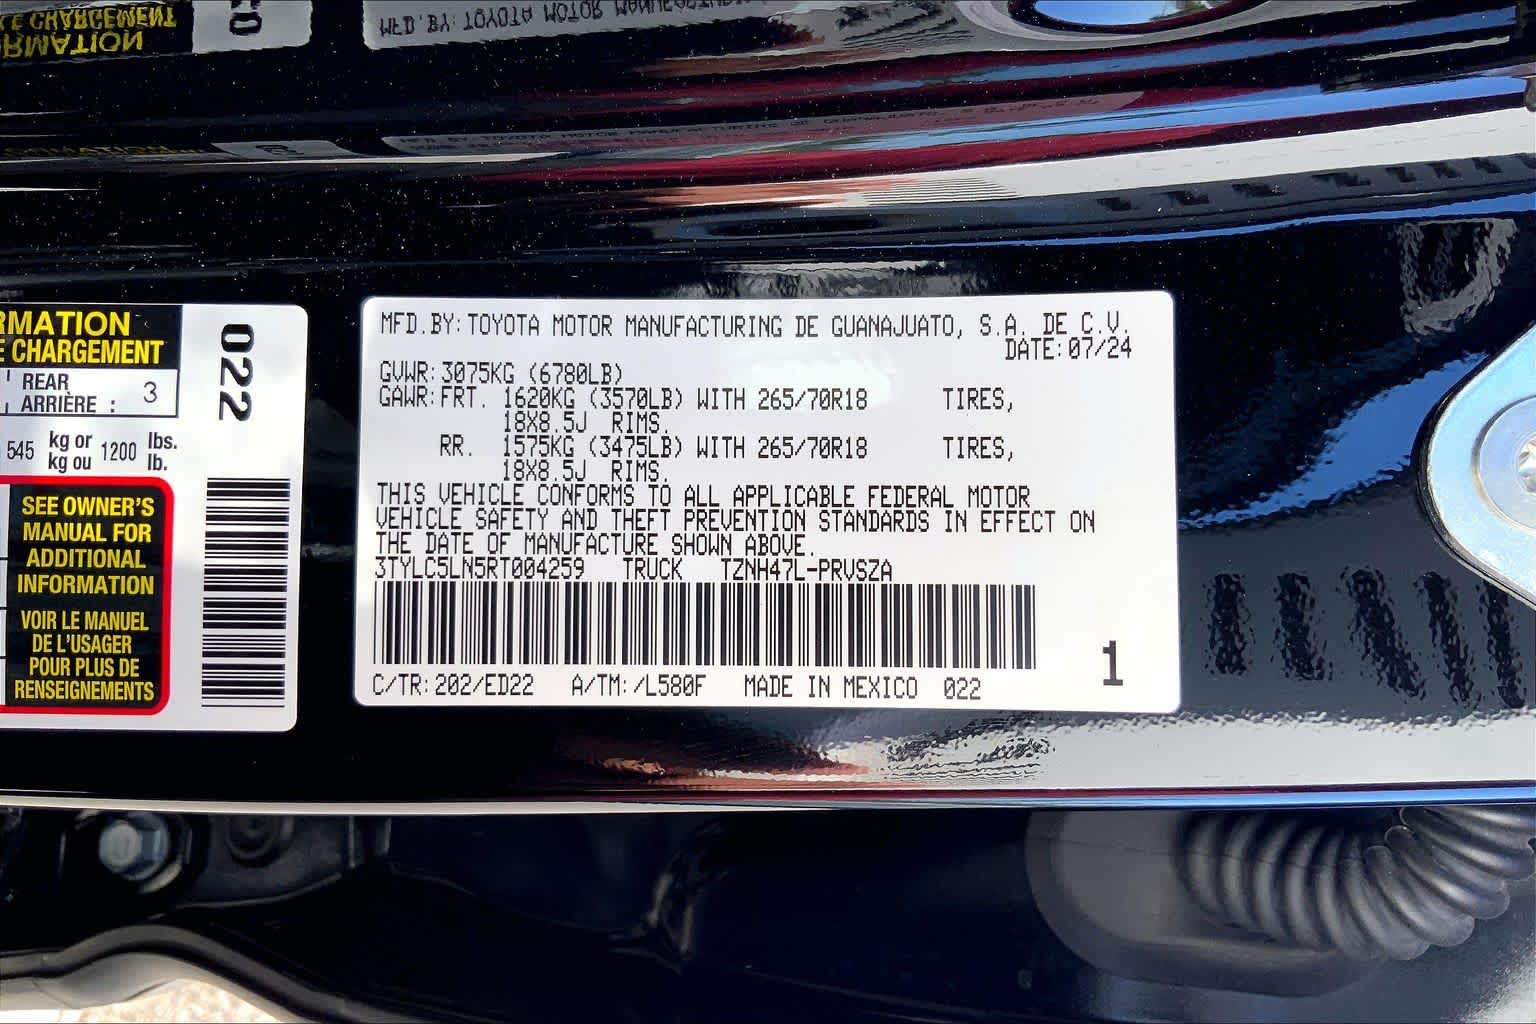 RMATION
E CHARGEMENT
REAR
ARRIÈRE : 3
545 kg or 1200 lbs.
kg ou lb.
SEE OWNER'S
MANUAL FOR
ADDITIONAL
INFORMATION
VOIR LE MANUEL
DE L'USAGER
POUR PLUS DE
RENSEIGNEMENTS
022
MFD.BY:TOYOTA MOTOR MANUFACTURING DE GUANAJUATO, S.A. DE C.V.
DATE:07/24
GVWR:3075KG (6780LB)
GAWR:FRT. 1620KG (3570LB) WITH 265/70R18 TIRES,
18X8.5J RIMS.
RR. 1575KG (3475LB) WITH 265/70R18 TIRES,
18X8.5J RIMS.
THIS VEHICLE CONFORMS TO ALL APPLICABLE FEDERAL MOTOR
VEHICLE SAFETY AND THEFT PREVENTION STANDARDS IN EFFECT ON
THE DATE OF MANUFACTURE SHOWN ABOVE.
3TYLC5LN5RT004259 TRUCK TZNH47L-PRVSZA
C/TR:202/ED22 A/TM:/L580F MADE IN MEXICO 022
1